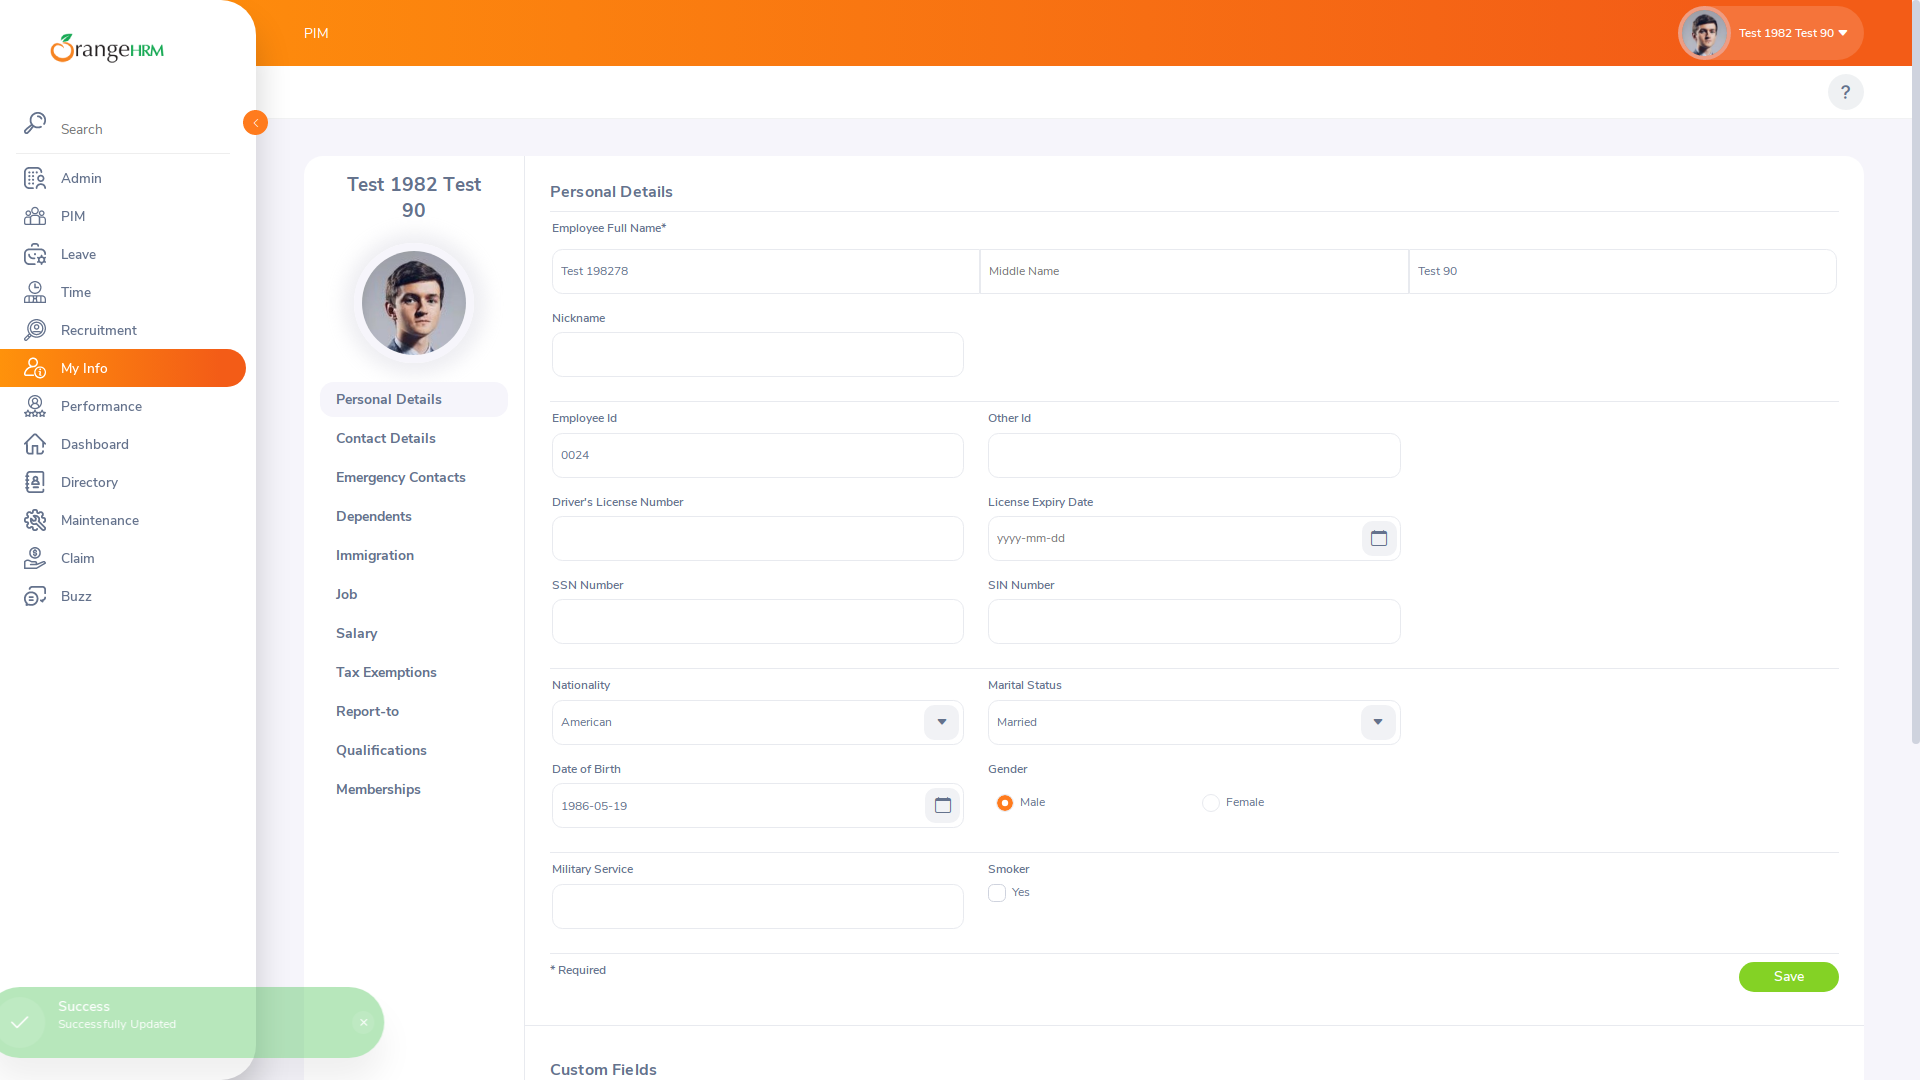 OrangeHRM
PIM
Test 1982 Test 90
?
Search
Admin
PIM
Leave
Time
Recruitment
My Info
Performance
Dashboard
Directory
Maintenance
Claim
Buzz
Test 1982 Test
90
Personal Details
Contact Details
Emergency Contacts
Dependents
Immigration
Job
Salary
Tax Exemptions
Report-to
Qualifications
Memberships
Personal Details
Employee Full Name*
Test 198278
Middle Name
Test 90
Nickname
Employee Id
Other Id
0024
Driver's License Number
License Expiry Date
yyyy-mm-dd
SSN Number
SIN Number
Nationality
Marital Status
American
Married
Date of Birth
Gender
1986-05-19
Male
Female
Military Service
Smoker
Yes
* Required
Save
Custom Fields
Success
Successfully Updated